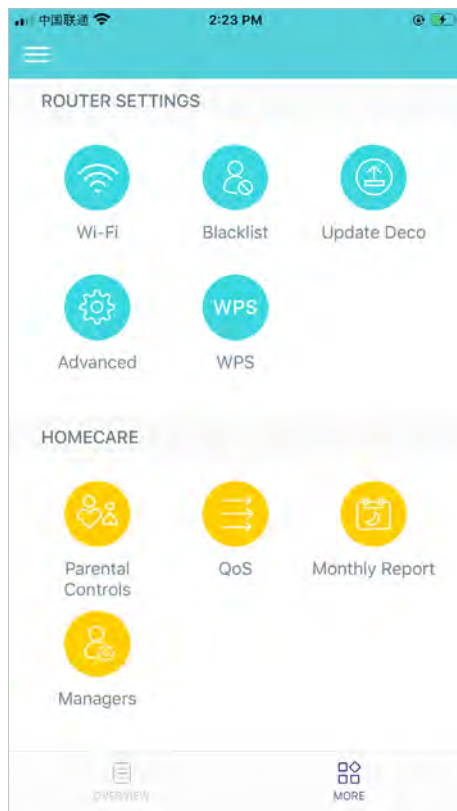 中国联通 2:23 PM
ROUTER SETTINGS
Wi-Fi Blacklist Update Deco
WPS
Advanced WPS
HOMECARE
Parental Controls QoS Monthly Report
Managers
OVERVIEW MORE